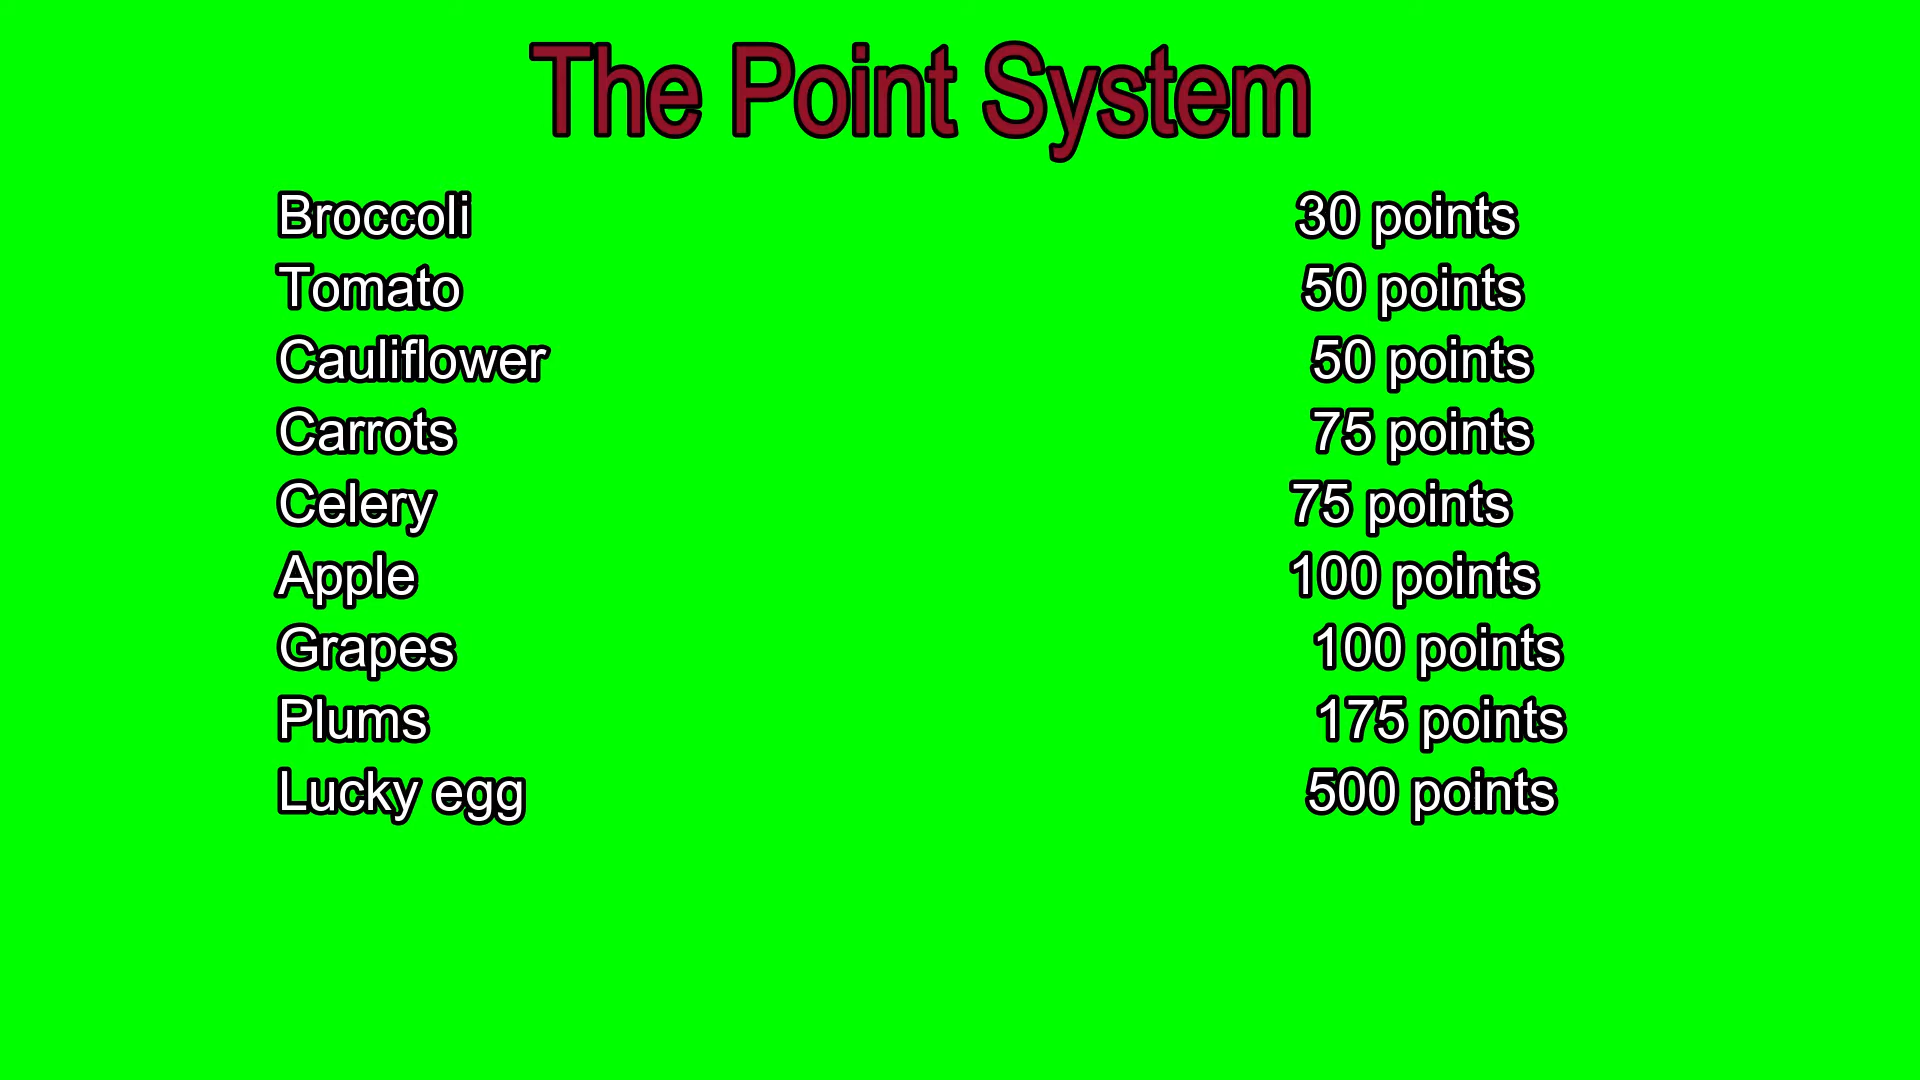 The Point System
Broccoli 30 points
Tomato 50 points
Cauliflower 50 points
Carrots 75 points
Celery 75 points
Apple 100 points
Grapes 100 points
Plums 175 points
Lucky egg 500 points